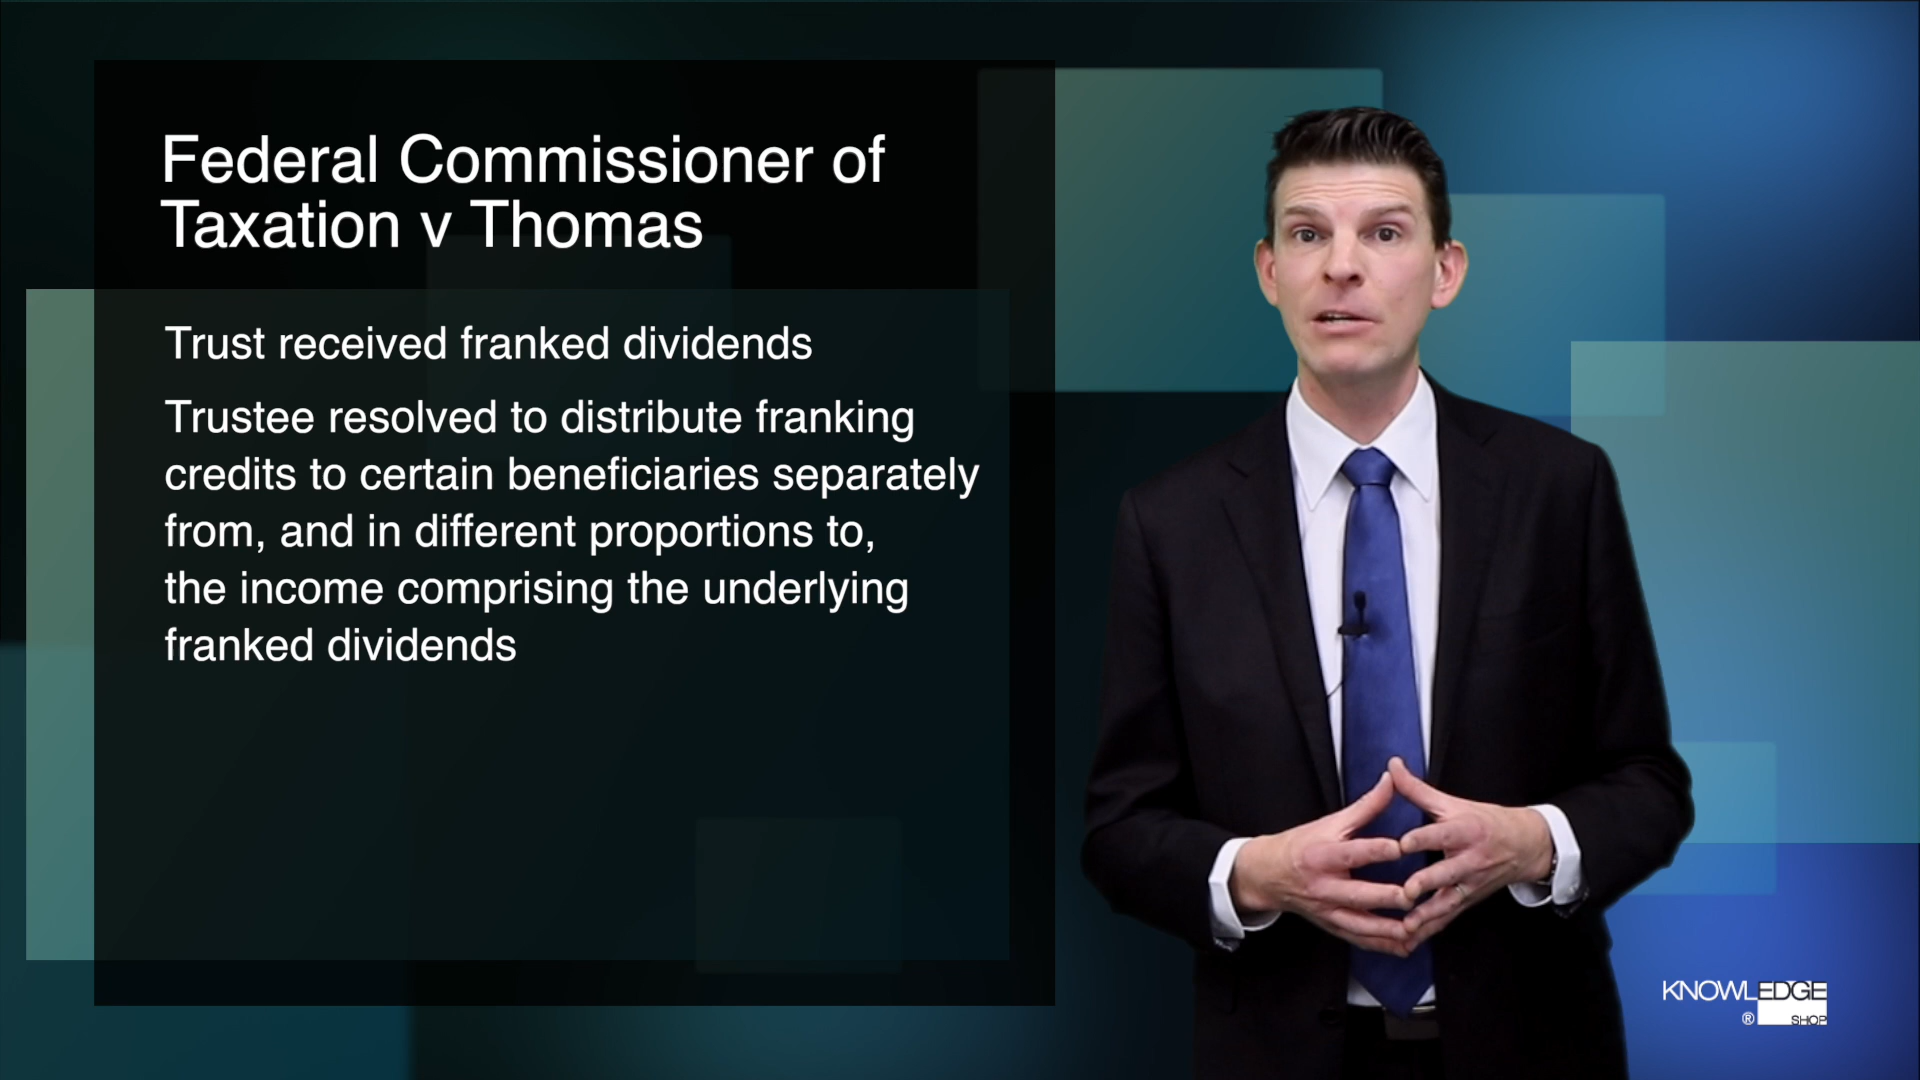 Federal Commissioner of
Taxation v Thomas
Trust received franked dividends
Trustee resolved to distribute franking
credits to certain beneficiaries separately
from, and in different proportions to,
the income comprising the underlying
franked dividends
KNOWLEDGE
® SHOP